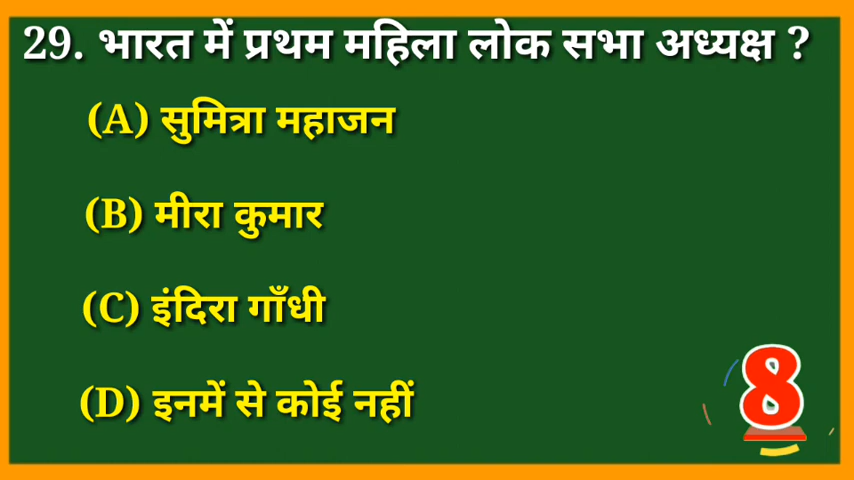 29. भारत में प्रथम महिला लोक सभा अध्यक्ष ?
(A) सुमित्रा महाजन
(B) मीरा कुमार
(C) इंदिरा गाँधी
(D) इनमें से कोई नहीं
8